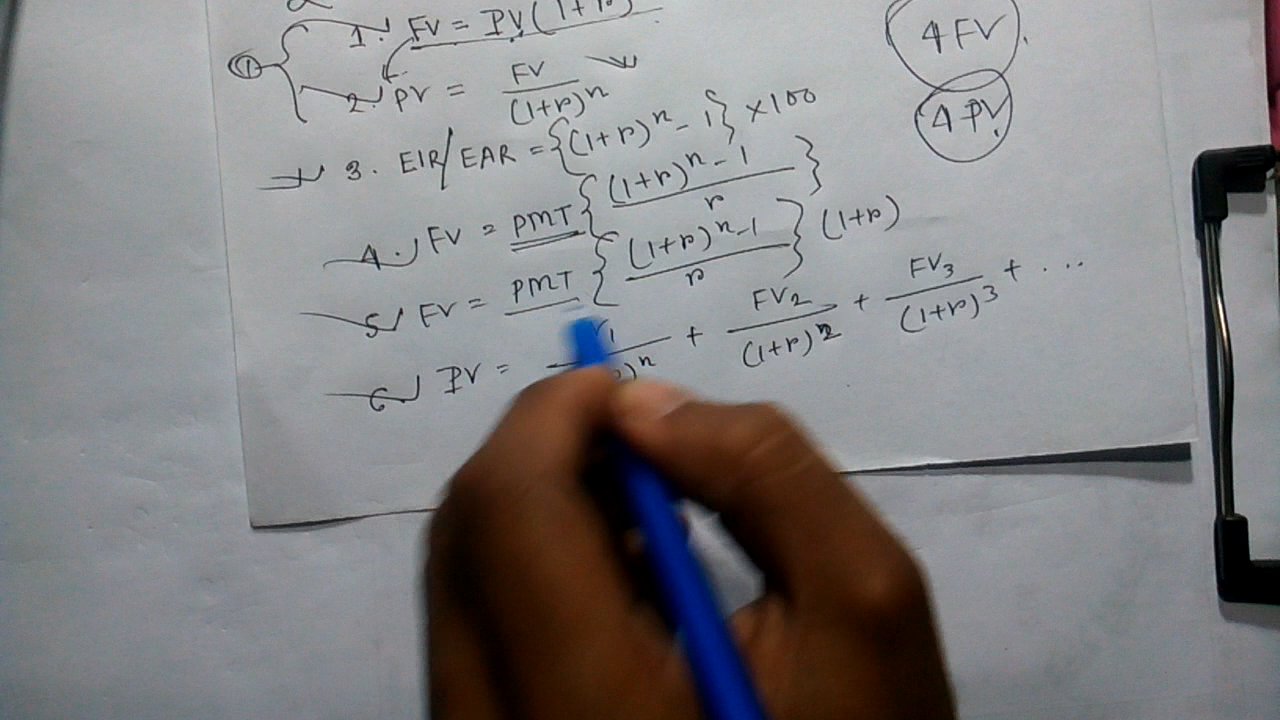 1. FV = PV(1+r)
① 2. PV = FV/(1+r)^n
3. EIR/EAR = {(1+r)^n - 1} ×100
4. FV = PMT {(1+r)^n - 1 / r}
5. FV = PMT {(1+r)^n-1 / r} (1+r)
6. PV = /^n + FV2/(1+r)^2 + FV3/(1+r)^3 + ...
4 FV.
4 PV.